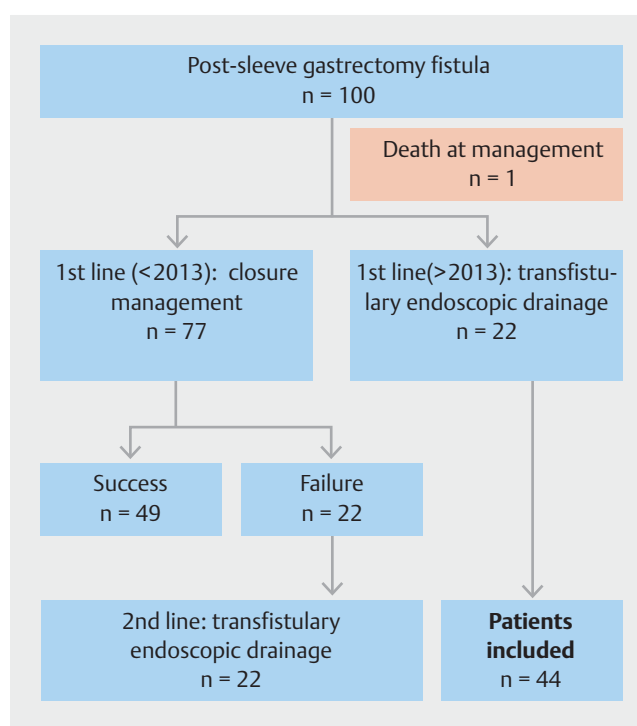 Post-sleeve gastrectomy fistula
n = 100
Death at management
n = 1
1st line (<2013): closure
management
n = 77
1st line(>2013): transfistu-
lary endoscopic drainage
n = 22
Success
n = 49
Failure
n = 22
2nd line: transfistulary
endoscopic drainage
n = 22
Patients
included
n = 44